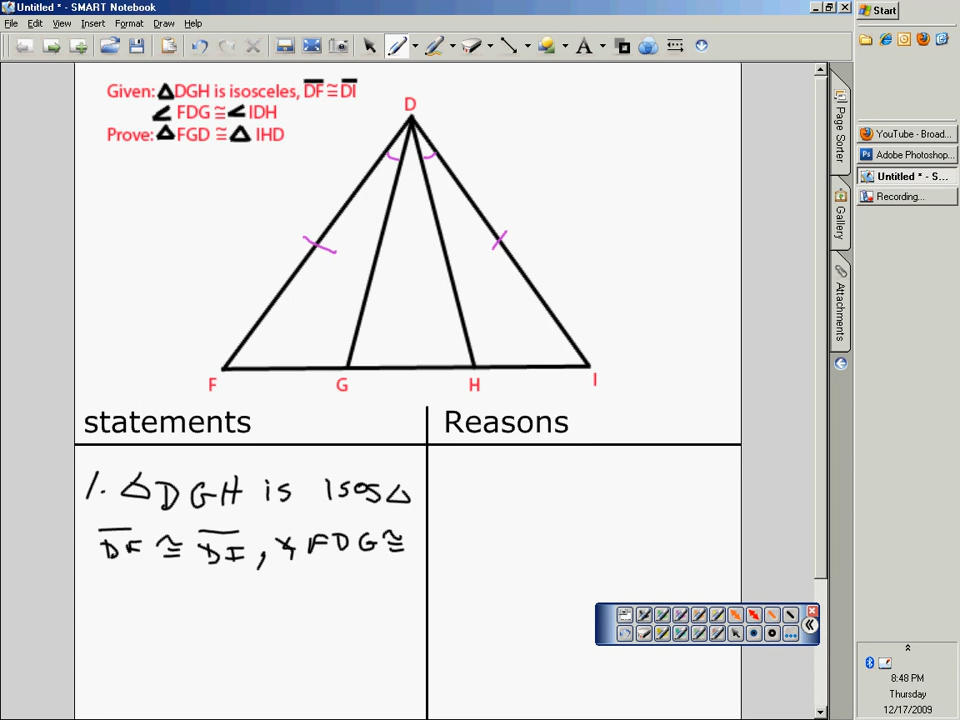 Untitled * - SMART Notebook
File Edit View Insert Format Draw Help
Start
Given: △DGH is isosceles, DF ≅ DI
∠ FDG ≅ ∠ IDH
Prove: △ FGD ≅ △ IHD
D
F
G
H
I
statements
Reasons
1. △DGH is isos△
DF ≅ DI, ∡FDG ≅
Page Sorter
Gallery
Attachments
YouTube - Broad...
Adobe Photoshop...
Untitled * - S...
Recording...
8:48 PM
Thursday
12/17/2009